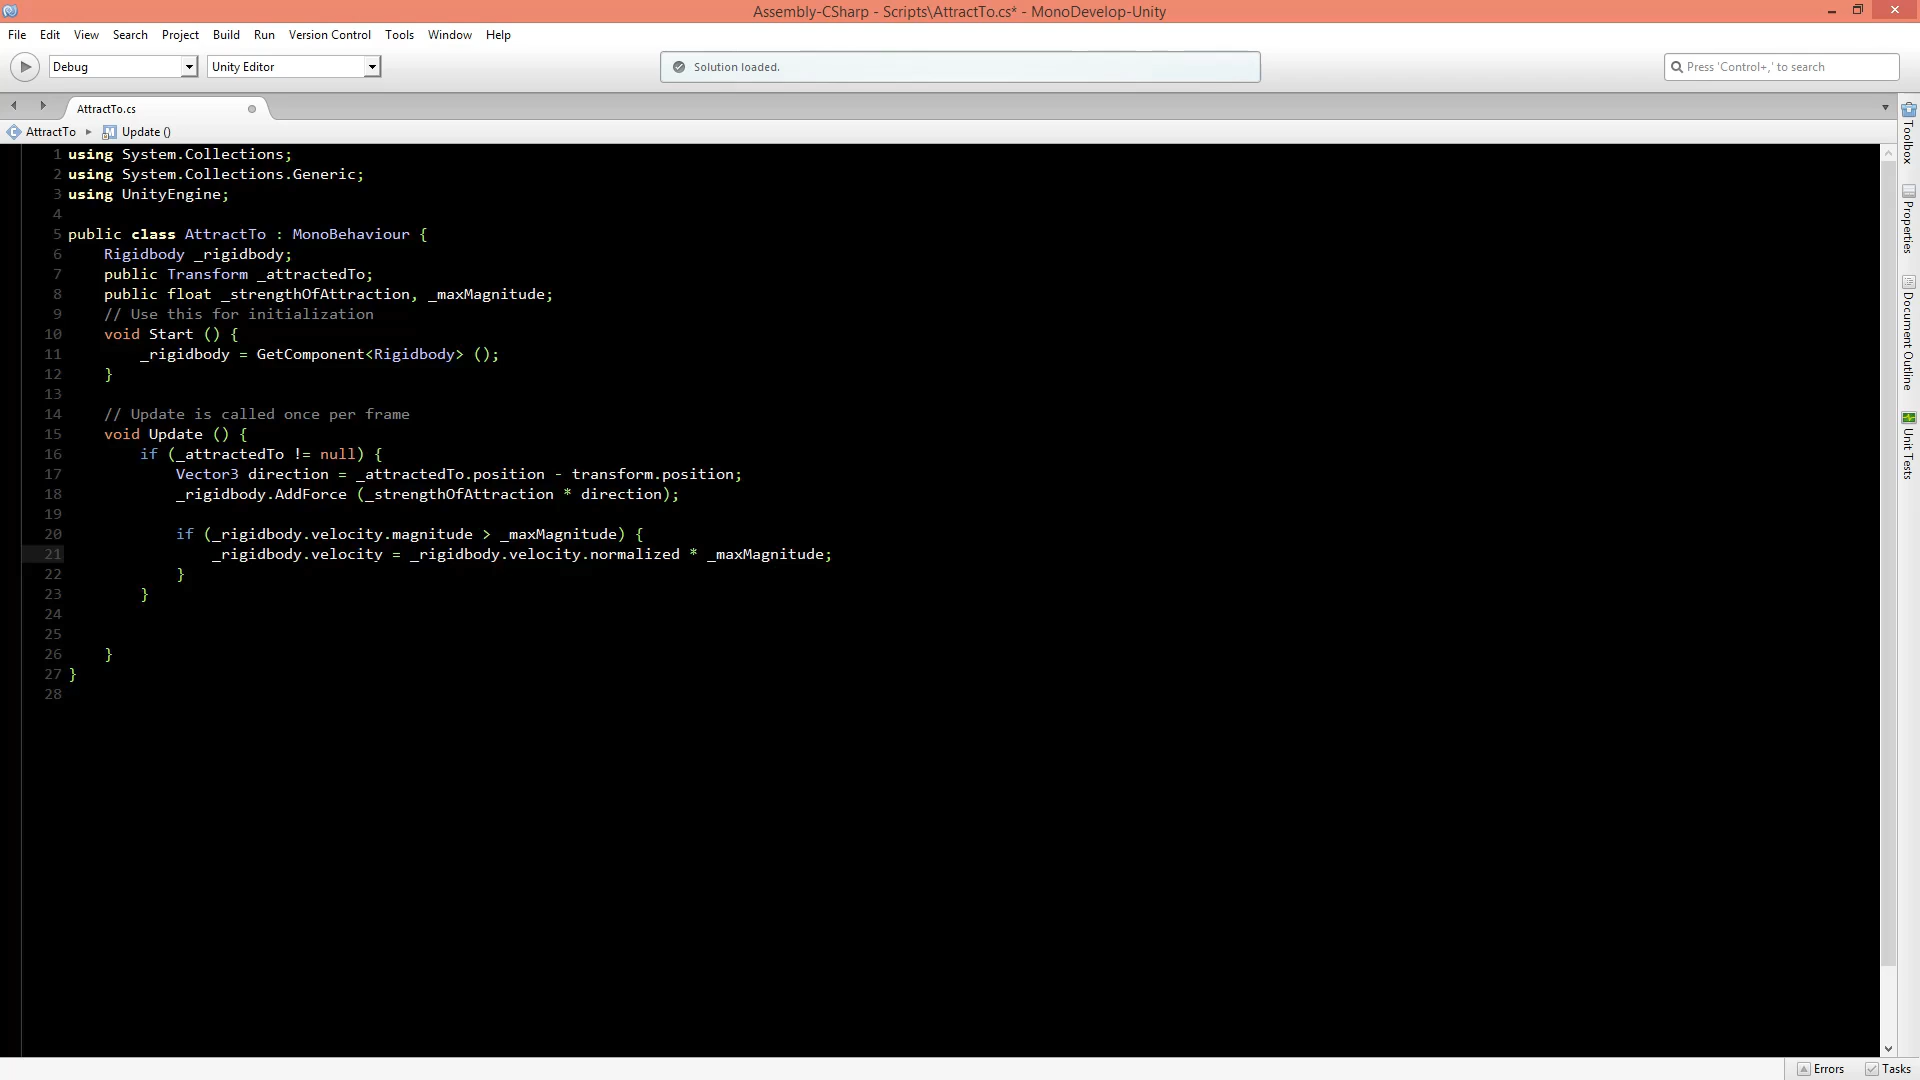 Assembly-CSharp - Scripts\AttractTo.cs* - MonoDevelop-Unity
File Edit View Search Project Build Run Version Control Tools Window Help
Debug Unity Editor Solution loaded. Press 'Control+,' to search
AttractTo.cs
AttractTo Update ()
1 using System.Collections;
2 using System.Collections.Generic;
3 using UnityEngine;
4
5 public class AttractTo : MonoBehaviour {
6 Rigidbody _rigidbody;
7 public Transform _attractedTo;
8 public float _strengthOfAttraction, _maxMagnitude;
9 // Use this for initialization
10 void Start () {
11 _rigidbody = GetComponent<Rigidbody> ();
12 }
13
14 // Update is called once per frame
15 void Update () {
16 if (_attractedTo != null) {
17 Vector3 direction = _attractedTo.position - transform.position;
18 _rigidbody.AddForce (_strengthOfAttraction * direction);
19
20 if (_rigidbody.velocity.magnitude > _maxMagnitude) {
21 _rigidbody.velocity = _rigidbody.velocity.normalized * _maxMagnitude;
22 }
23 }
24
25
26 }
27 }
28
Toolbox
Properties
Document Outline
Unit Tests
Errors Tasks